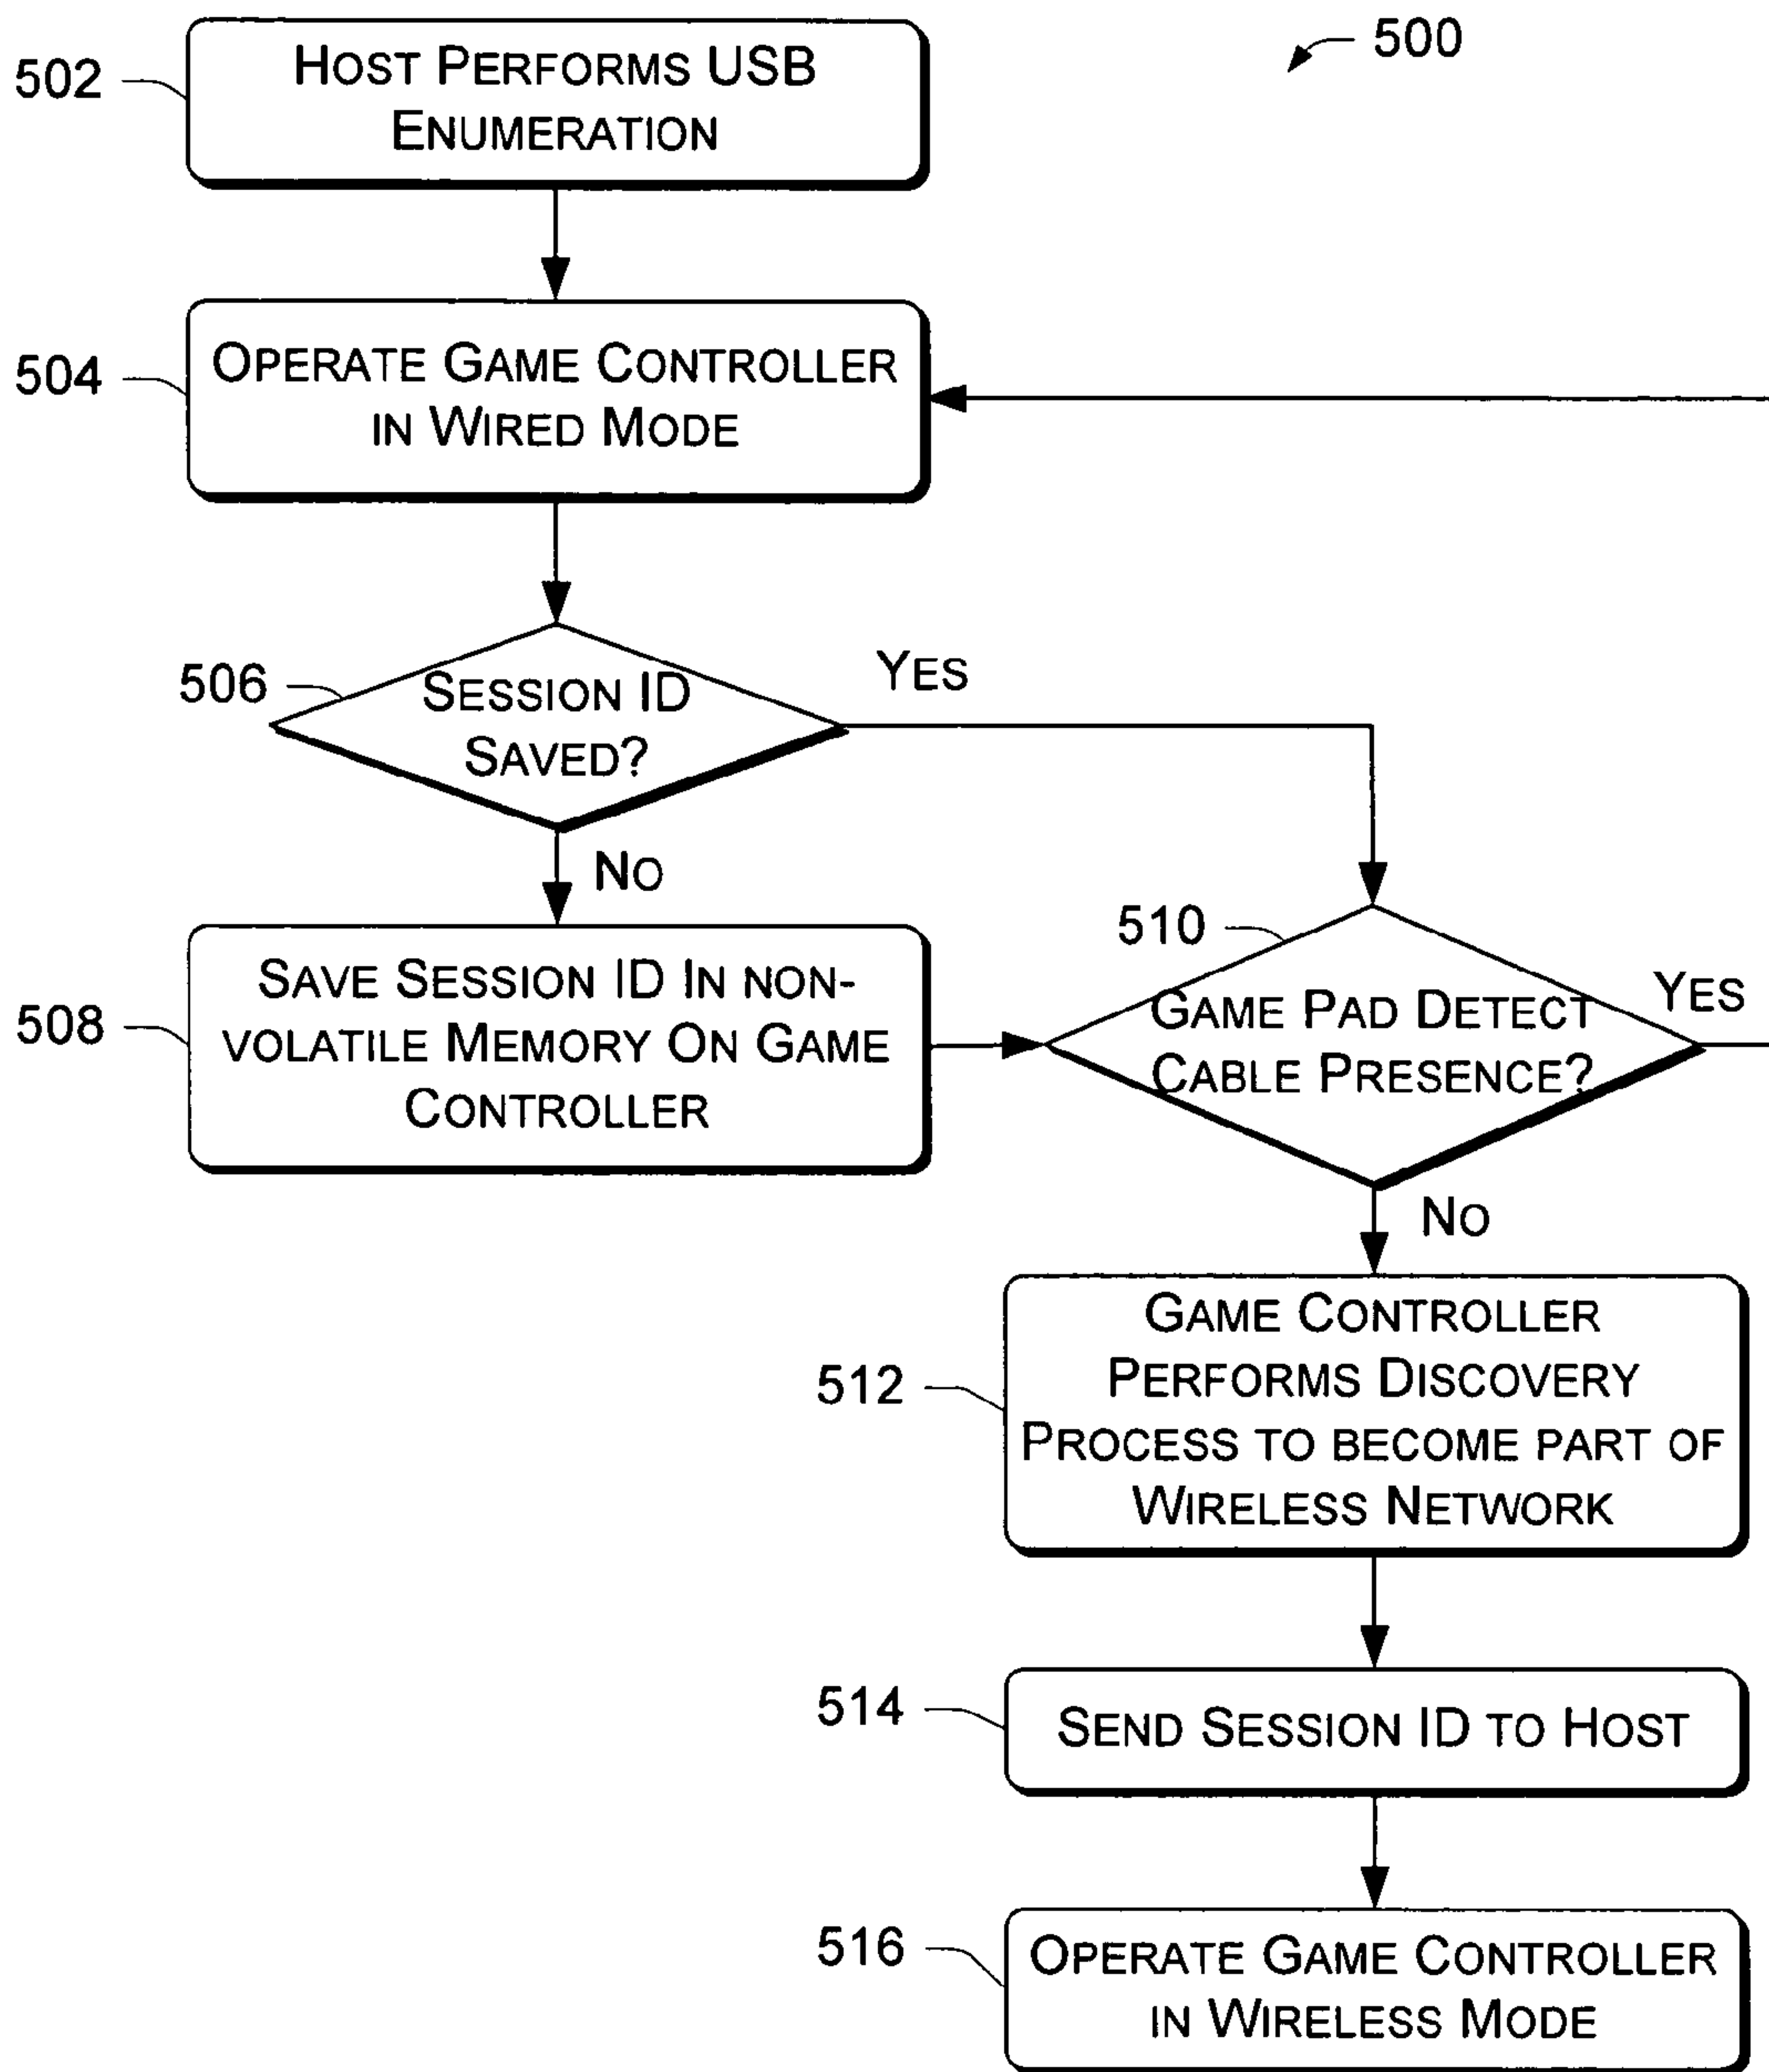 500
502
HOST PERFORMS USB
ENUMERATION
504
OPERATE GAME CONTROLLER
IN WIRED MODE
506
SESSION ID
SAVED?
YES
NO
508
SAVE SESSION ID IN NON-
VOLATILE MEMORY ON GAME
CONTROLLER
510
GAME PAD DETECT
CABLE PRESENCE?
YES
NO
512
GAME CONTROLLER
PERFORMS DISCOVERY
PROCESS TO BECOME PART OF
WIRELESS NETWORK
514
SEND SESSION ID TO HOST
516
OPERATE GAME CONTROLLER
IN WIRELESS MODE